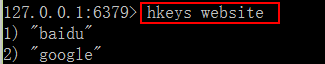 127.0.0.1:6379> hkeys website
1) "baidu"
2) "google"